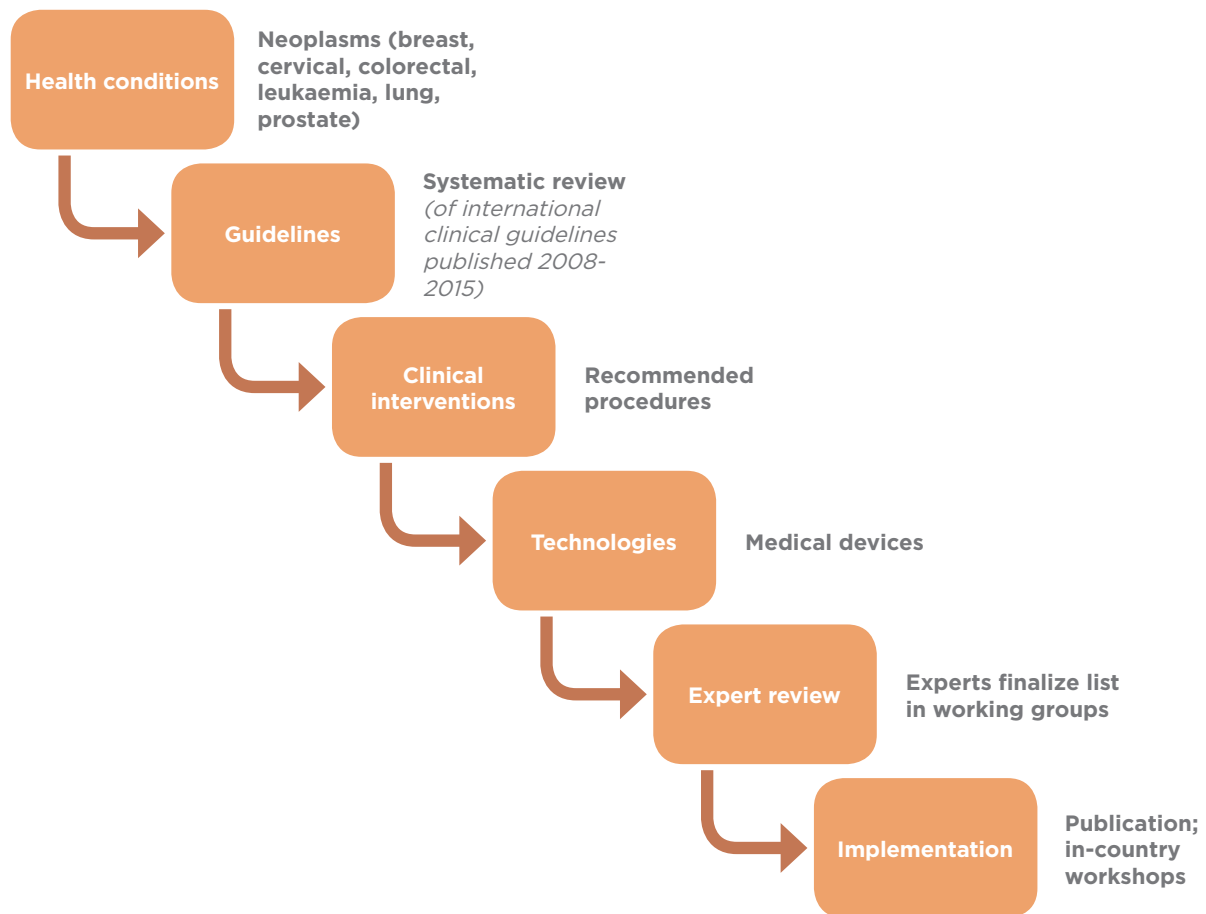 Health conditions
Neoplasms (breast,
cervical, colorectal,
leukaemia, lung,
prostate)
Guidelines
Systematic review
(of international
clinical guidelines
published 2008-
2015)
Clinical
interventions
Recommended
procedures
Technologies
Medical devices
Expert review
Experts finalize list
in working groups
Implementation
Publication;
in-country
workshops